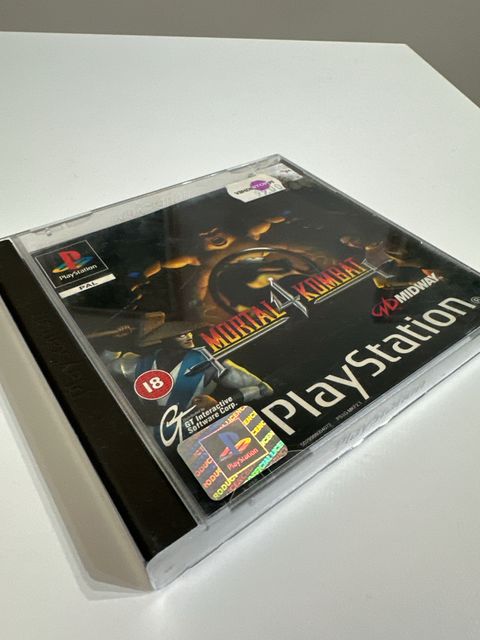 PlayStation
PAL
MORTAL 4 KOMBAT
MIDWAY
18
GT Interactive
Software Corp.
PlayStation
PlayStation